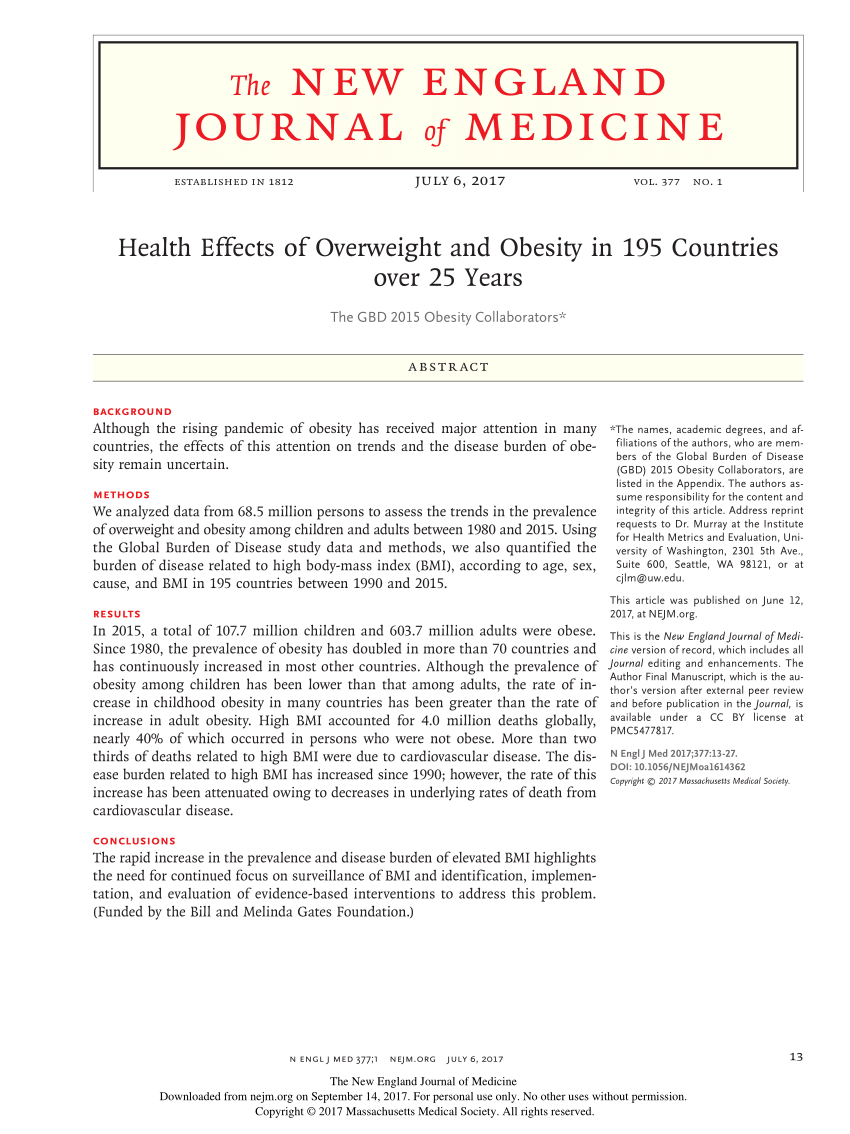 The NEW ENGLAND
JOURNAL of MEDICINE
ESTABLISHED IN 1812 JULY 6, 2017 VOL. 377 NO. 1
Health Effects of Overweight and Obesity in 195 Countries
over 25 Years
The GBD 2015 Obesity Collaborators*
ABSTRACT
BACKGROUND
Although the rising pandemic of obesity has received major attention in many
countries, the effects of this attention on trends and the disease burden of obe-
sity remain uncertain.
METHODS
We analyzed data from 68.5 million persons to assess the trends in the prevalence
of overweight and obesity among children and adults between 1980 and 2015. Using
the Global Burden of Disease study data and methods, we also quantified the
burden of disease related to high body-mass index (BMI), according to age, sex,
cause, and BMI in 195 countries between 1990 and 2015.
RESULTS
In 2015, a total of 107.7 million children and 603.7 million adults were obese.
Since 1980, the prevalence of obesity has doubled in more than 70 countries and
has continuously increased in most other countries. Although the prevalence of
obesity among children has been lower than that among adults, the rate of in-
crease in childhood obesity in many countries has been greater than the rate of
increase in adult obesity. High BMI accounted for 4.0 million deaths globally,
nearly 40% of which occurred in persons who were not obese. More than two
thirds of deaths related to high BMI were due to cardiovascular disease. The dis-
ease burden related to high BMI has increased since 1990; however, the rate of this
increase has been attenuated owing to decreases in underlying rates of death from
cardiovascular disease.
CONCLUSIONS
The rapid increase in the prevalence and disease burden of elevated BMI highlights
the need for continued focus on surveillance of BMI and identification, implemen-
tation, and evaluation of evidence-based interventions to address this problem.
(Funded by the Bill and Melinda Gates Foundation.)
*The names, academic degrees, and af-
filiations of the authors, who are mem-
bers of the Global Burden of Disease
(GBD) 2015 Obesity Collaborators, are
listed in the Appendix. The authors as-
sume responsibility for the content and
integrity of this article. Address reprint
requests to Dr. Murray at the Institute
for Health Metrics and Evaluation, Uni-
versity of Washington, 2301 5th Ave.,
Suite 600, Seattle, WA 98121, or at
cjlm@uw.edu.
This article was published on June 12,
2017, at NEJM.org.
This is the New England Journal of Medi-
cine version of record, which includes all
Journal editing and enhancements. The
Author Final Manuscript, which is the au-
thor's version after external peer review
and before publication in the Journal, is
available under a CC BY license at
PMC5477817.
N Engl J Med 2017;377:13-27.
DOI: 10.1056/NEJMoa1614362
Copyright © 2017 Massachusetts Medical Society.
N ENGL J MED 377;1 NEJM.ORG JULY 6, 2017 13
The New England Journal of Medicine
Downloaded from nejm.org on September 14, 2017. For personal use only. No other uses without permission.
Copyright © 2017 Massachusetts Medical Society. All rights reserved.